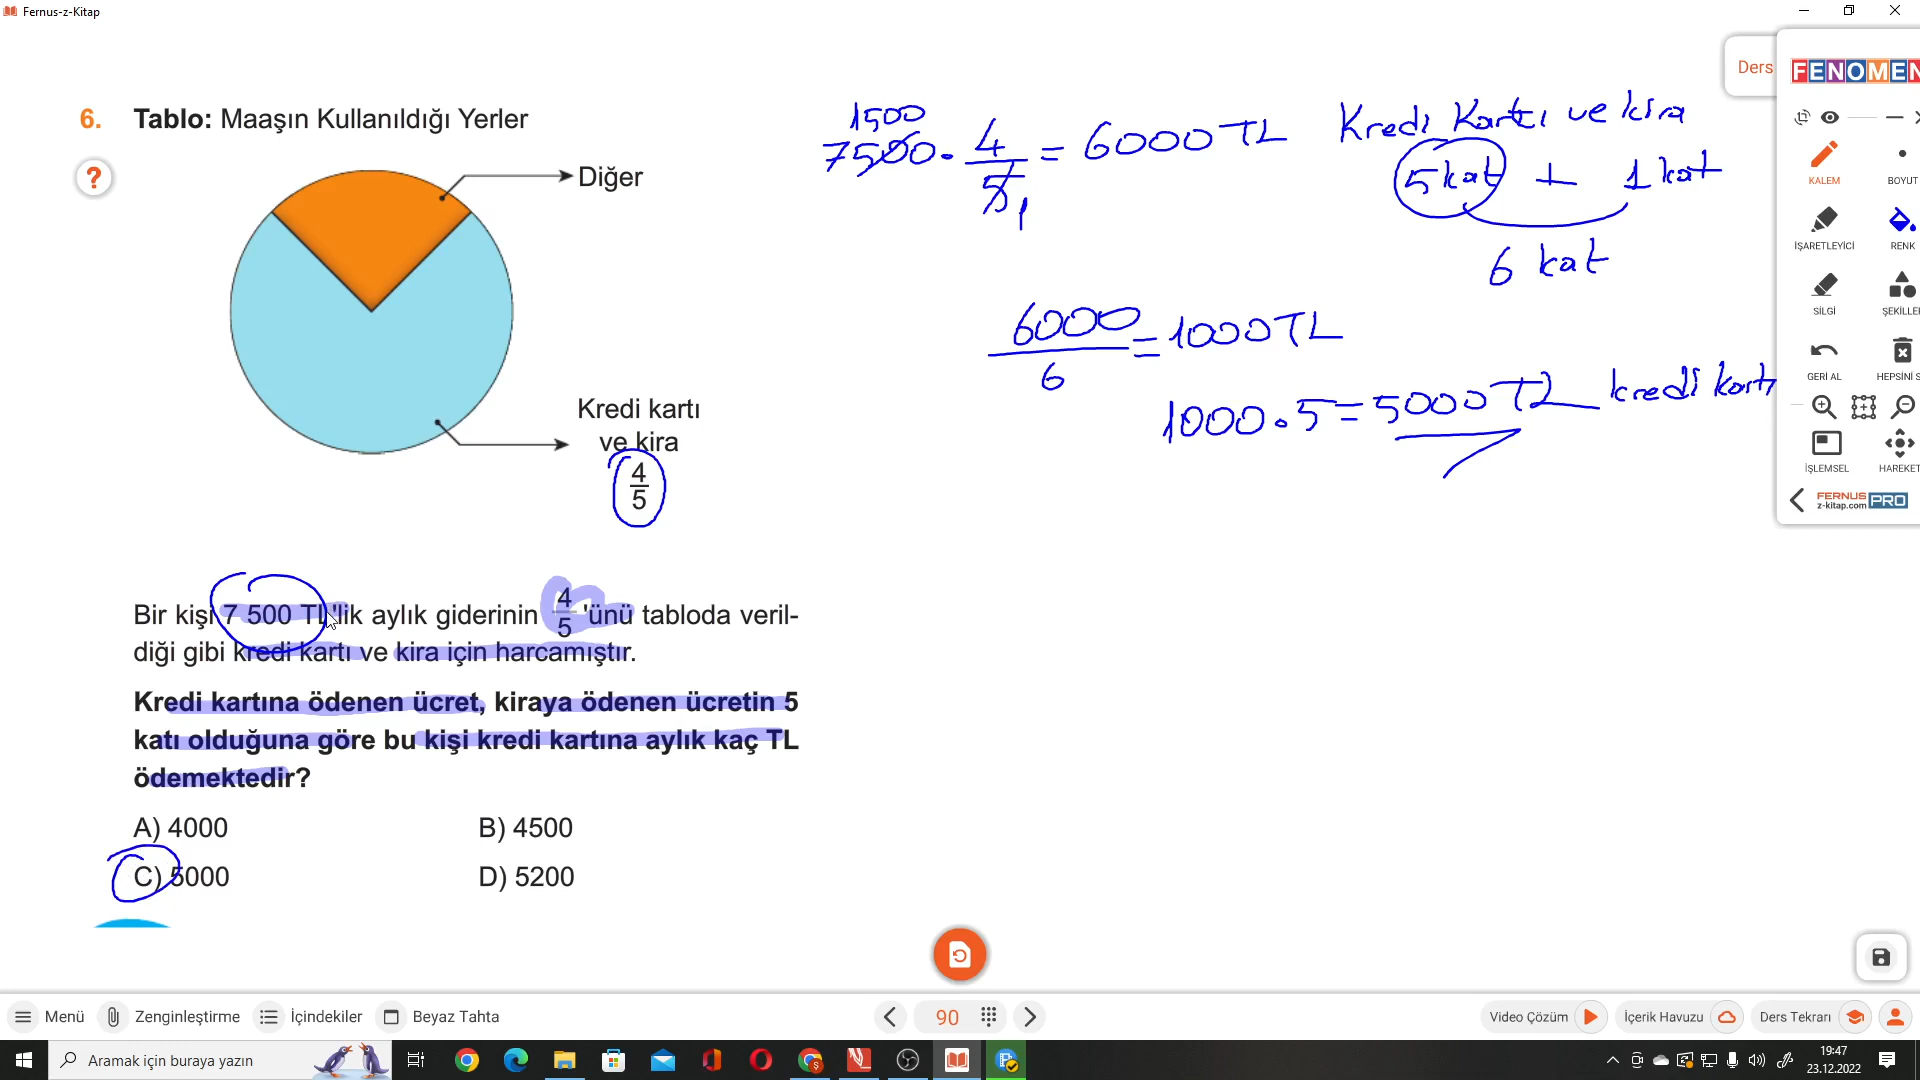 Fernus-z-Kitap
6. Tablo: Maaşın Kullanıldığı Yerler
?
Diğer
Kredi kartı
ve kira
4/5
1500
7500 . 4/5 = 6000 TL
1
Kredi Kartı ve kira
5 kat + 1 kat
6 kat
6000/6 = 1000 TL
1000 . 5 = 5000 TL kredi kartı
Bir kişi 7 500 TL'lik aylık giderinin 4/5 'ünü tabloda veril-
diği gibi kredi kartı ve kira için harcamıştır.
Kredi kartına ödenen ücret, kiraya ödenen ücretin 5
katı olduğuna göre bu kişi kredi kartına aylık kaç TL
ödemektedir?
A) 4000 B) 4500
C) 5000 D) 5200
Ders
FENOMEN
KALEM BOYUT
İŞARETLEYİCİ RENK
SİLGİ ŞEKİLLE
GERİ AL HEPSİNİ S
İŞLEMSEL HAREKET
FERNUS
z-kitap.com PRO
Menü Zenginleştirme İçindekiler Beyaz Tahta
90
Video Çözüm İçerik Havuzu Ders Tekrarı
Aramak için buraya yazın
19:47
23.12.2022